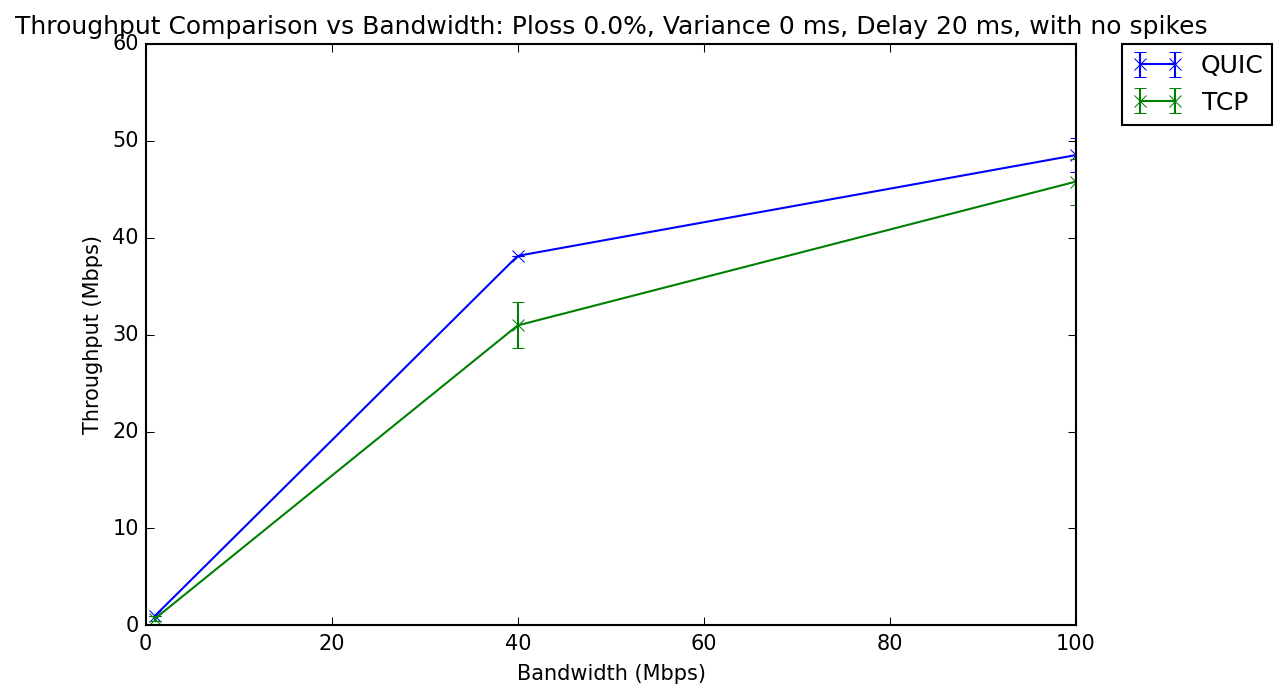 Throughput Comparison vs Bandwidth: Ploss 0.0%, Variance 0 ms, Delay 20 ms, with no spikes
QUIC
TCP
60
50
40
30
20
10
0
Throughput (Mbps)
0 20 40 60 80 100
Bandwidth (Mbps)